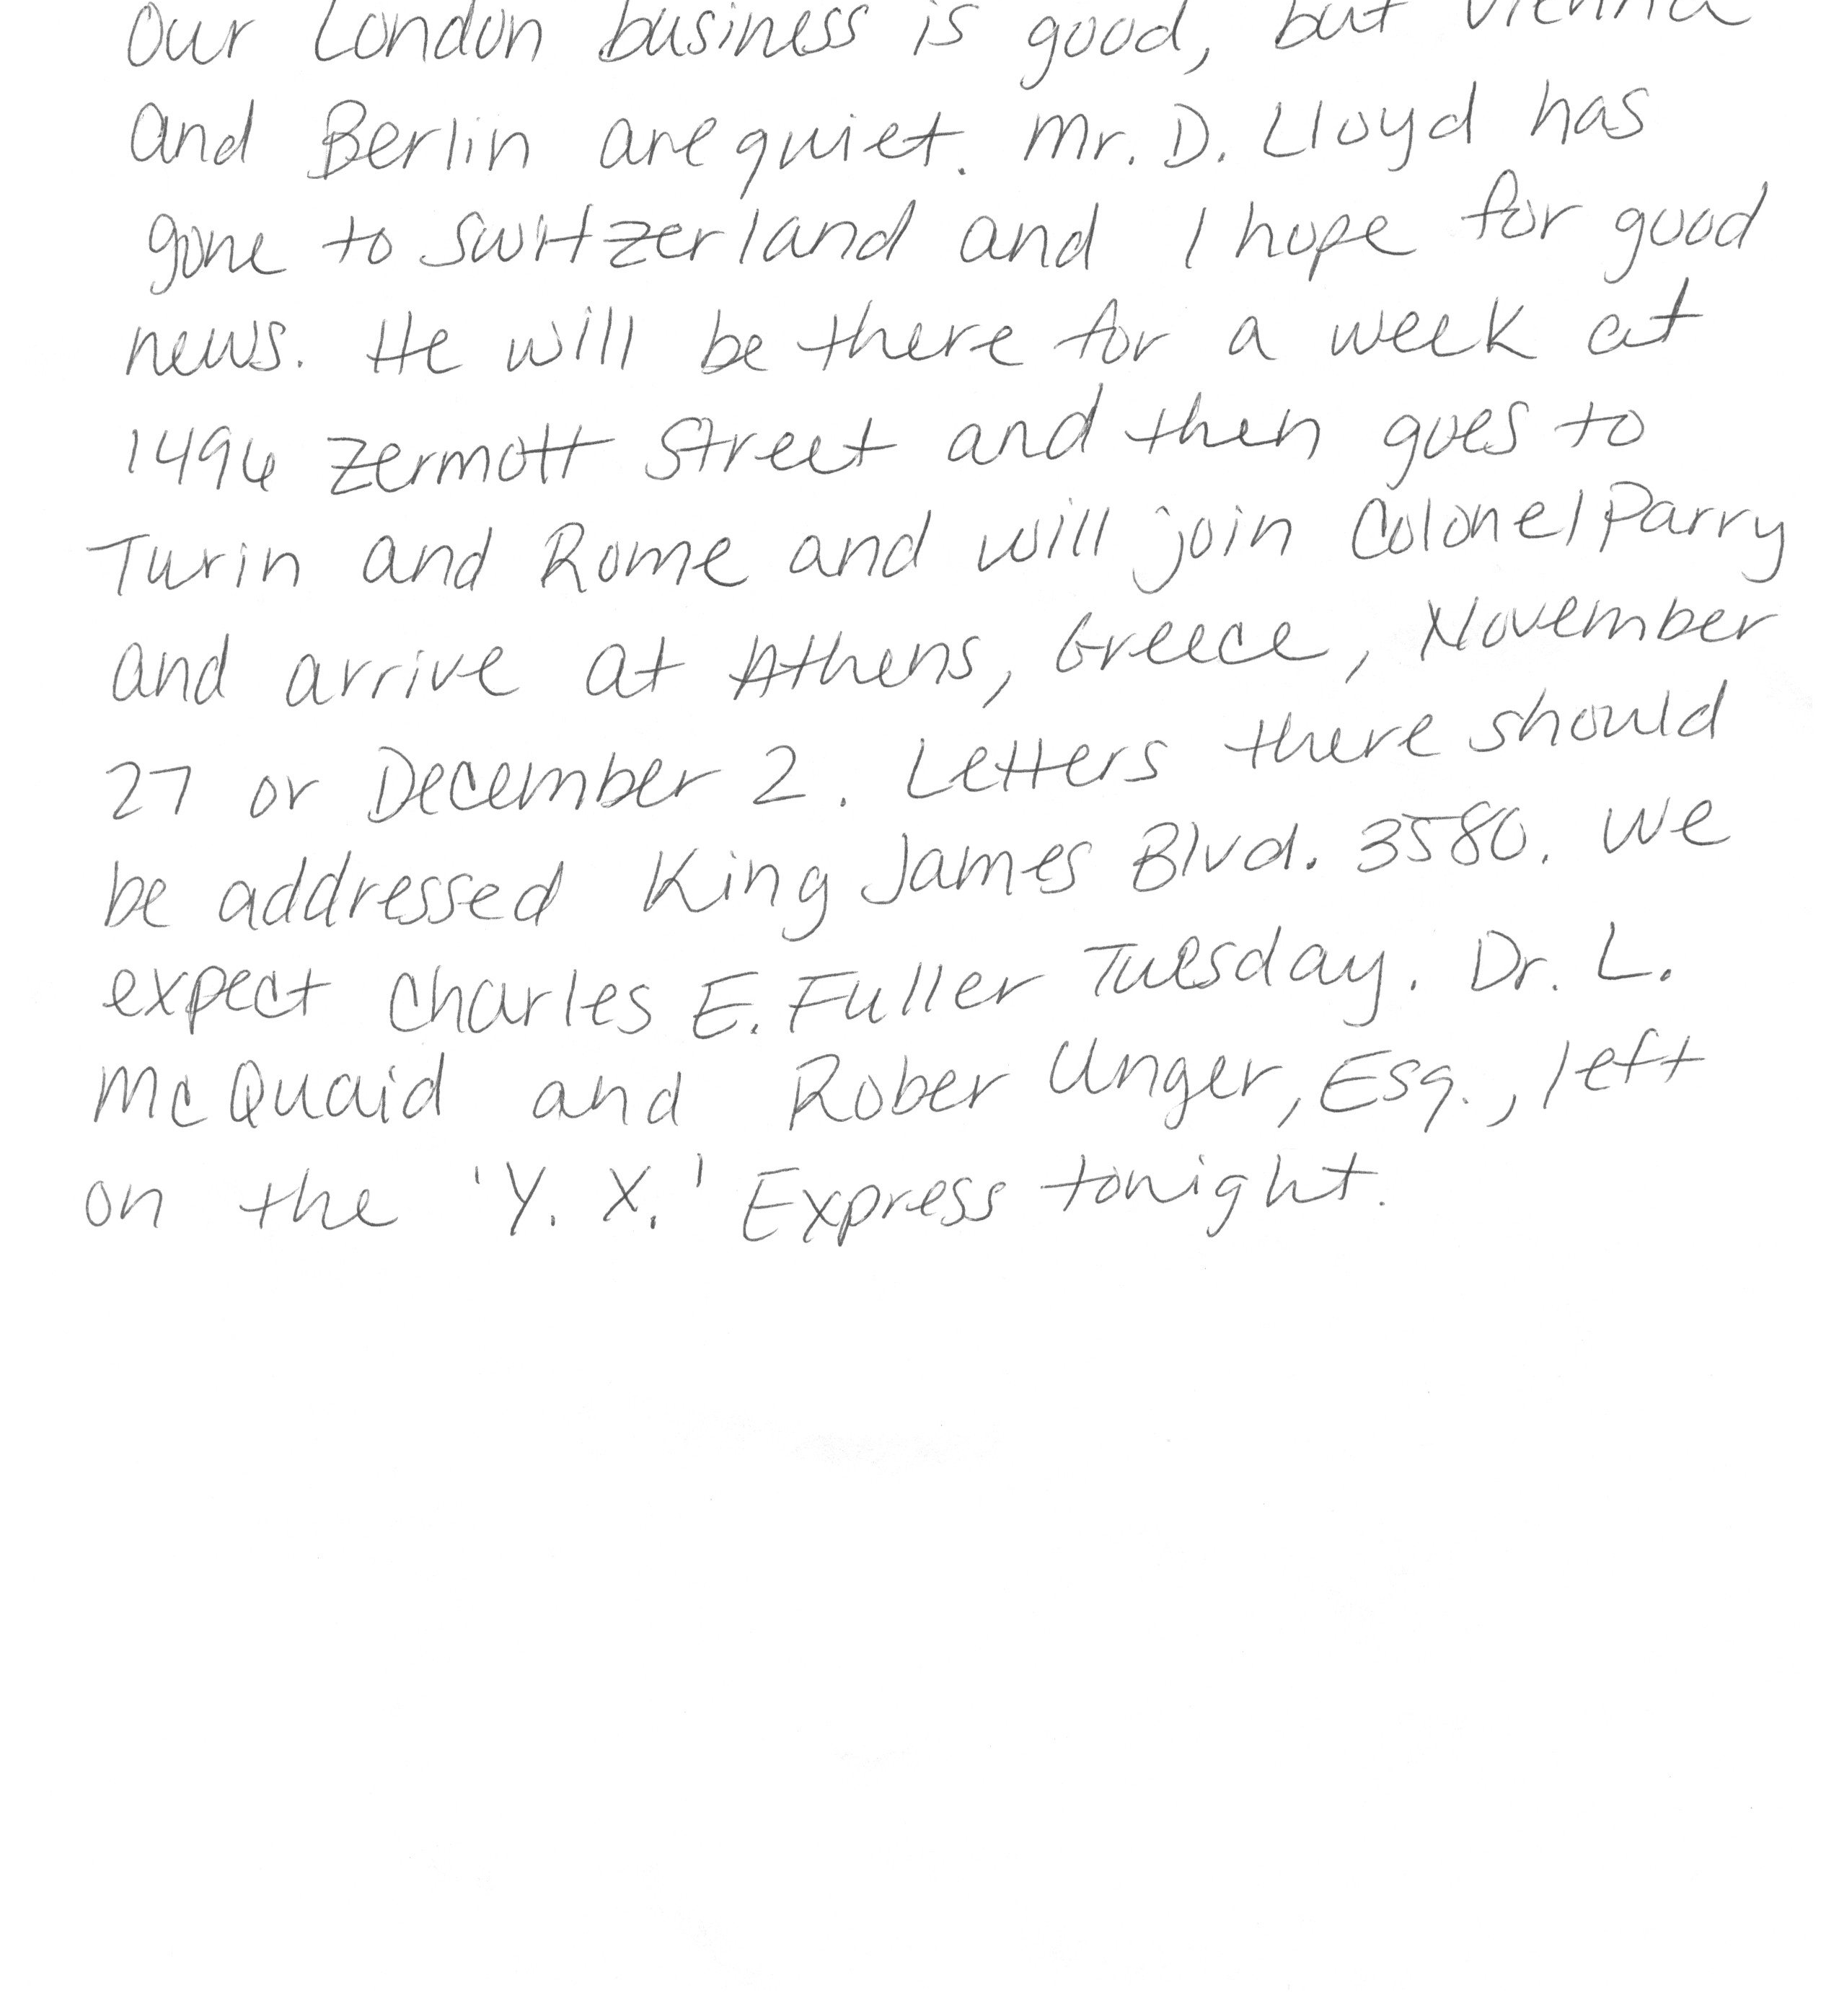 Our London business is good, but Vienna
and Berlin are quiet. Mr. D. Lloyd has
gone to Switzerland and I hope for good
news. He will be there for a week at
1496 Zermott Street and then goes to
Turin and Rome and will join Colonel Parry
and arrive at Athens, Greece, November
27 or December 2. Letters there should
be addressed King James Blvd. 3580. We
expect Charles E. Fuller Tuesday. Dr. L.
McQuaid and Rober Unger, Esq., left
on the 'Y. X.' Express tonight.